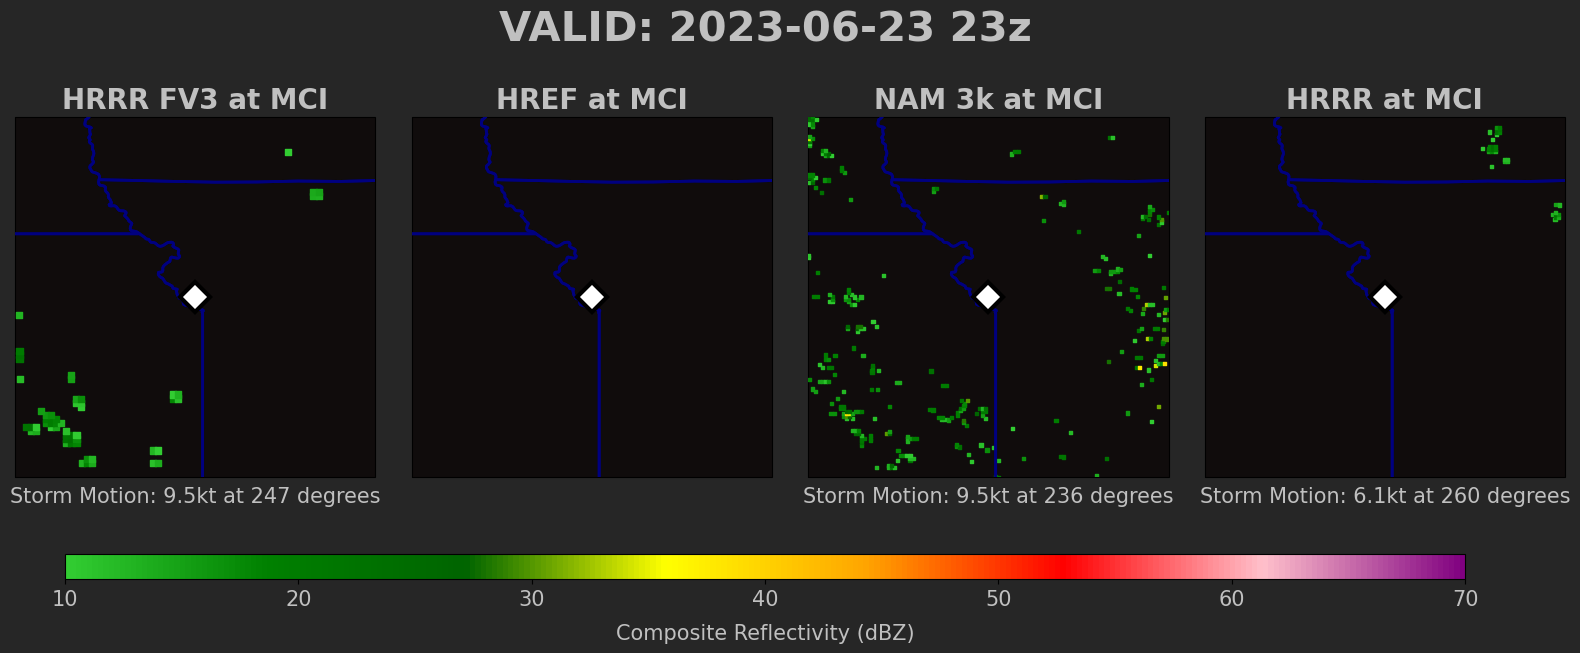 VALID: 2023-06-23 23z
HRRR FV3 at MCI
HREF at MCI
NAM 3k at MCI
HRRR at MCI
Storm Motion: 9.5kt at 247 degrees
Storm Motion: 9.5kt at 236 degrees
Storm Motion: 6.1kt at 260 degrees
10 20 30 40 50 60 70
Composite Reflectivity (dBZ)